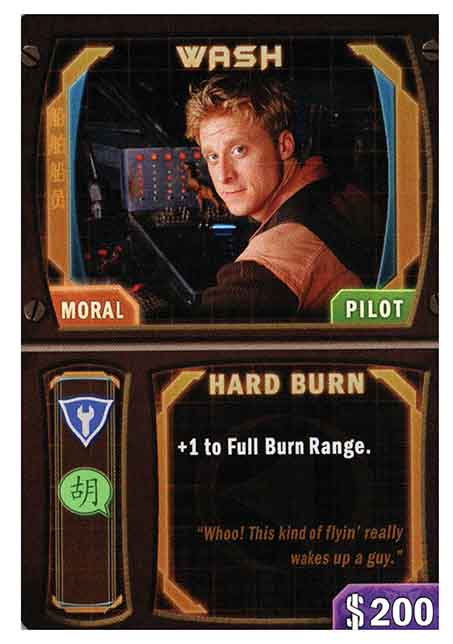 WASH
MORAL
PILOT
HARD BURN
+1 to Full Burn Range.
胡
“Whoo! This kind of flyin’ really
wakes up a guy.”
$200